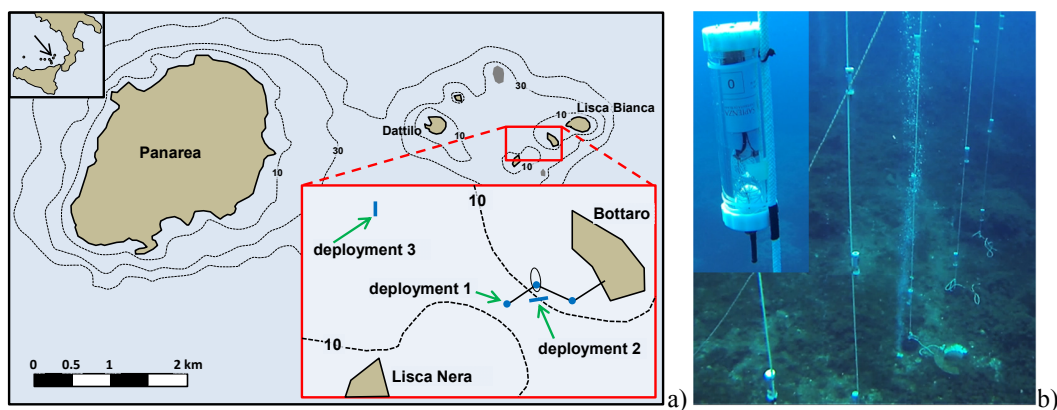 Panarea
Dattilo
Lisca Bianca
30
30
10
10
10
10
10
Bottaro
deployment 3
deployment 1
deployment 2
10
Lisca Nera
0 0.5 1 2 km
a)
0
b)